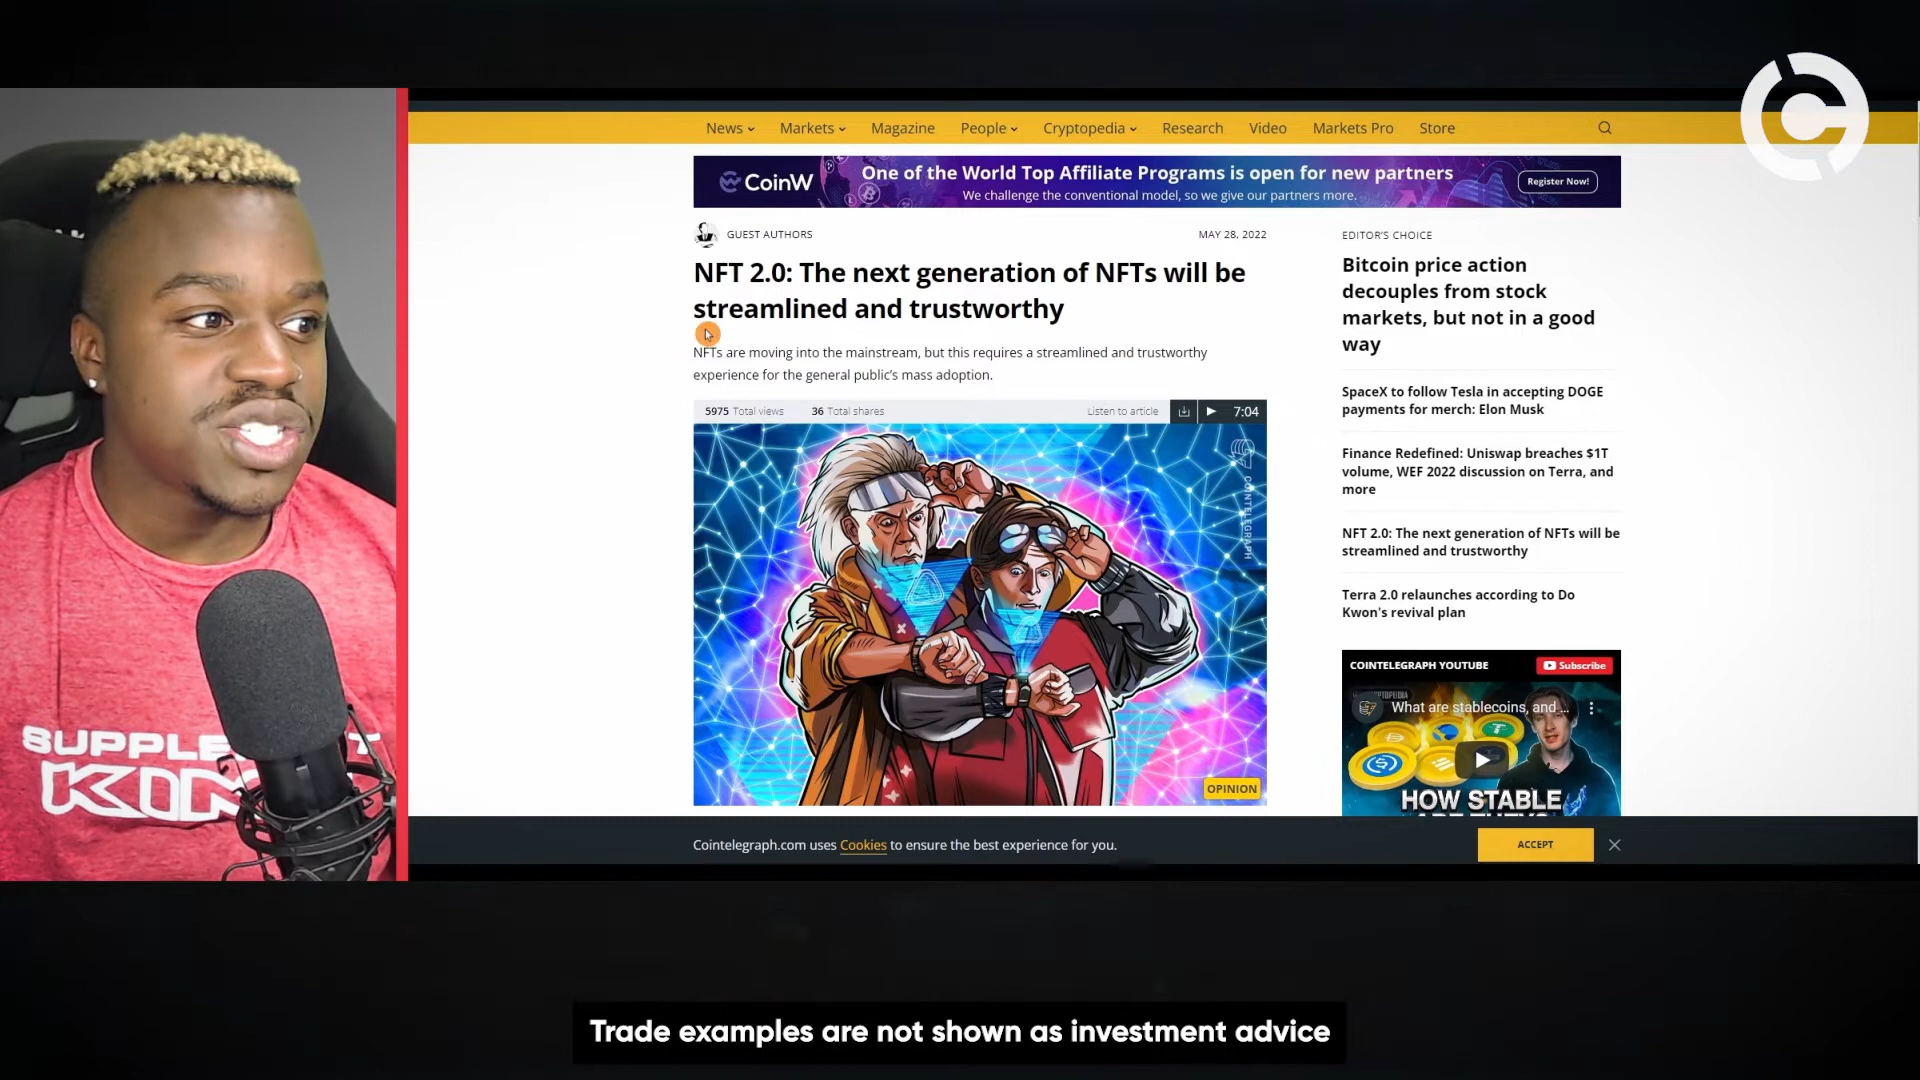 News
Markets
Magazine
People
Cryptopedia
Research
Video
Markets Pro
Store
CoinW
One of the World Top Affiliate Programs is open for new partners
We challenge the conventional model, so we give our partners more.
Register Now!
GUEST AUTHORS
MAY 28, 2022
NFT 2.0: The next generation of NFTs will be
streamlined and trustworthy
NFTs are moving into the mainstream, but this requires a streamlined and trustworthy
experience for the general public's mass adoption.
5975 Total views
36 Total shares
Listen to article
7:04
COINTELEGRAPH
OPINION
EDITOR'S CHOICE
Bitcoin price action
decouples from stock
markets, but not in a good
way
SpaceX to follow Tesla in accepting DOGE
payments for merch: Elon Musk
Finance Redefined: Uniswap breaches $1T
volume, WEF 2022 discussion on Terra, and
more
NFT 2.0: The next generation of NFTs will be
streamlined and trustworthy
Terra 2.0 relaunches according to Do
Kwon's revival plan
COINTELEGRAPH YOUTUBE
Subscribe
What are stablecoins, and ...
HOW STABLE
Cointelegraph.com uses Cookies to ensure the best experience for you.
ACCEPT
Trade examples are not shown as investment advice